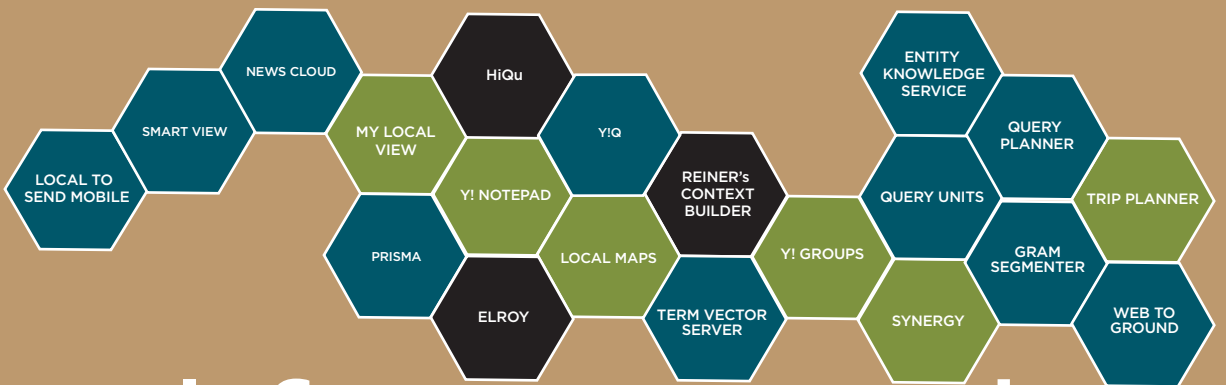 NEWS CLOUD
HiQu
ENTITY
KNOWLEDGE
SERVICE
SMART VIEW
MY LOCAL
VIEW
Y!Q
QUERY
PLANNER
LOCAL TO
SEND MOBILE
Y! NOTEPAD
REINER's
CONTEXT
BUILDER
QUERY UNITS
TRIP PLANNER
PRISMA
LOCAL MAPS
Y! GROUPS
GRAM
SEGMENTER
ELROY
TERM VECTOR
SERVER
SYNERGY
WEB TO
GROUND